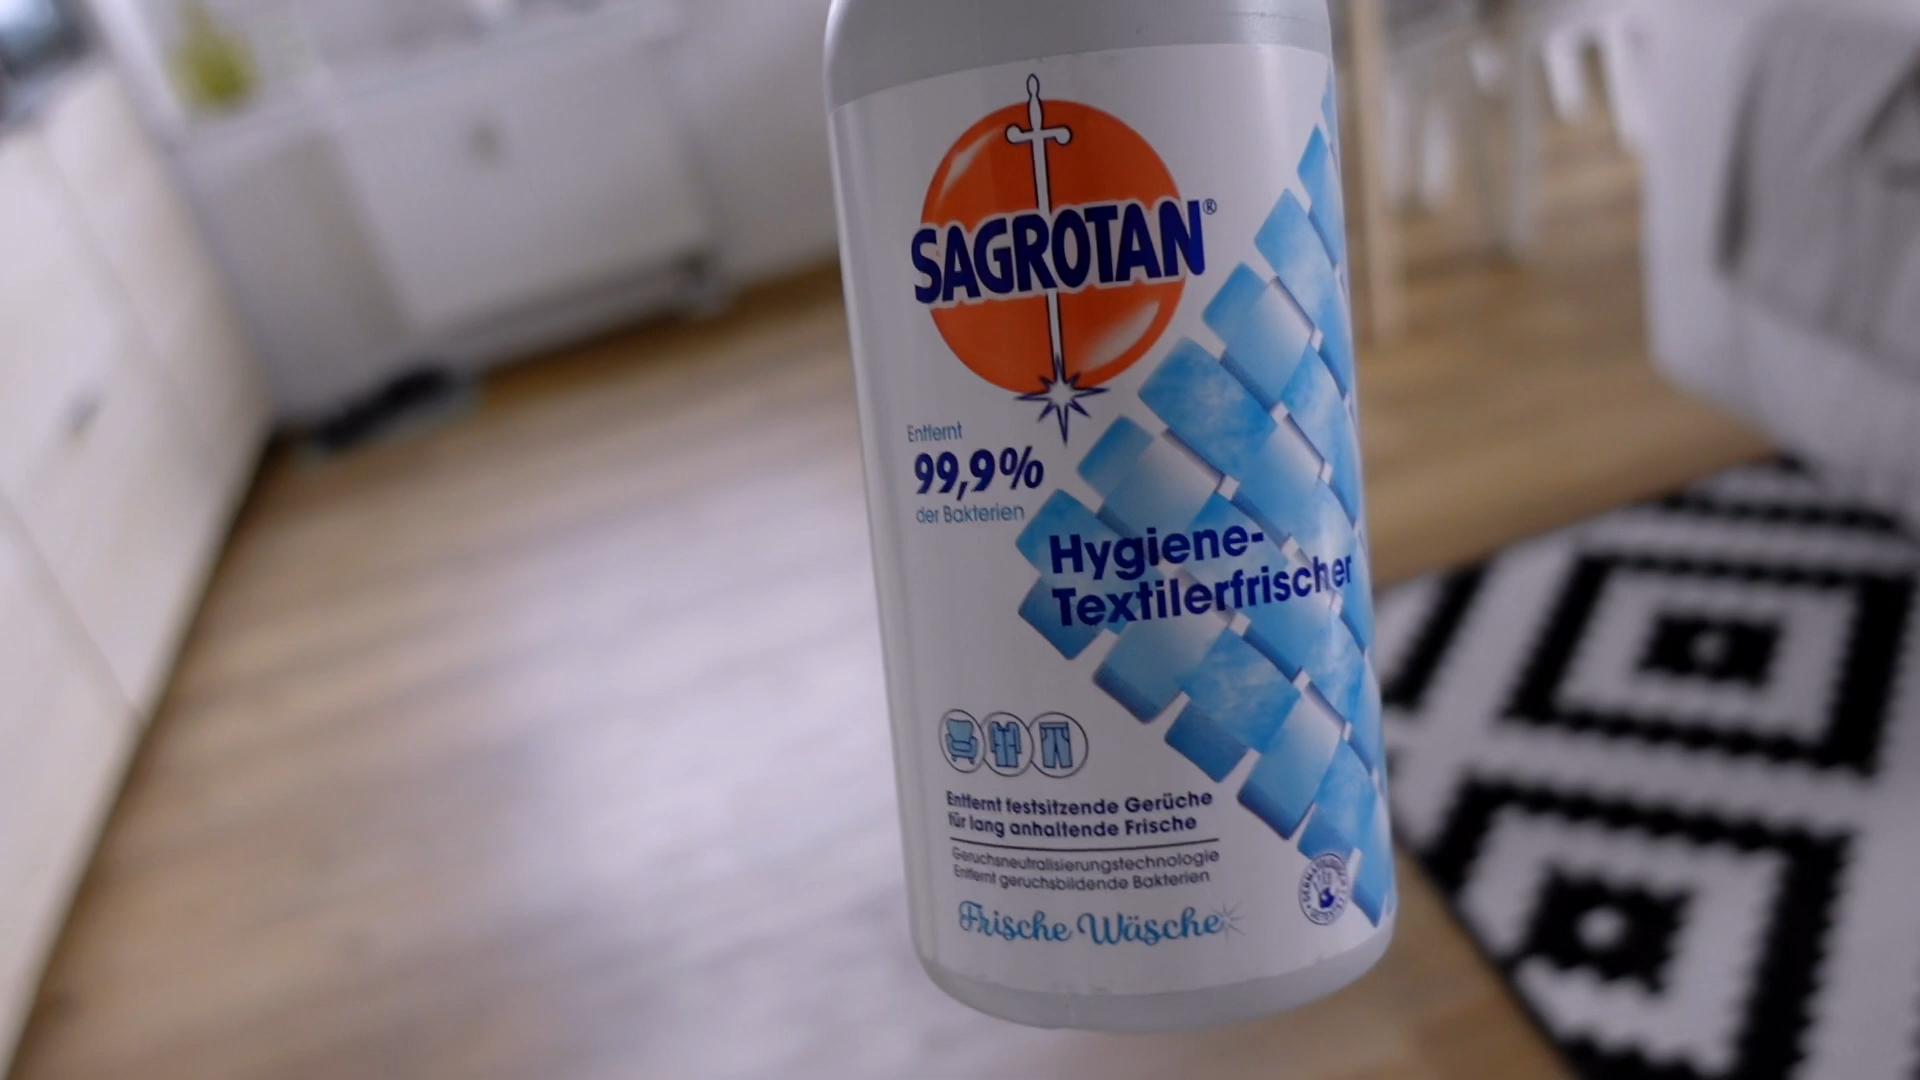 SAGROTAN®
Entfernt
99,9%
der Bakterien
Hygiene-
Textilerfrischer
Entfernt festsitzende Gerüche
für lang anhaltende Frische
Geruchsneutralisierungstechnologie
Entfernt geruchsbildende Bakterien
Frische Wäsche